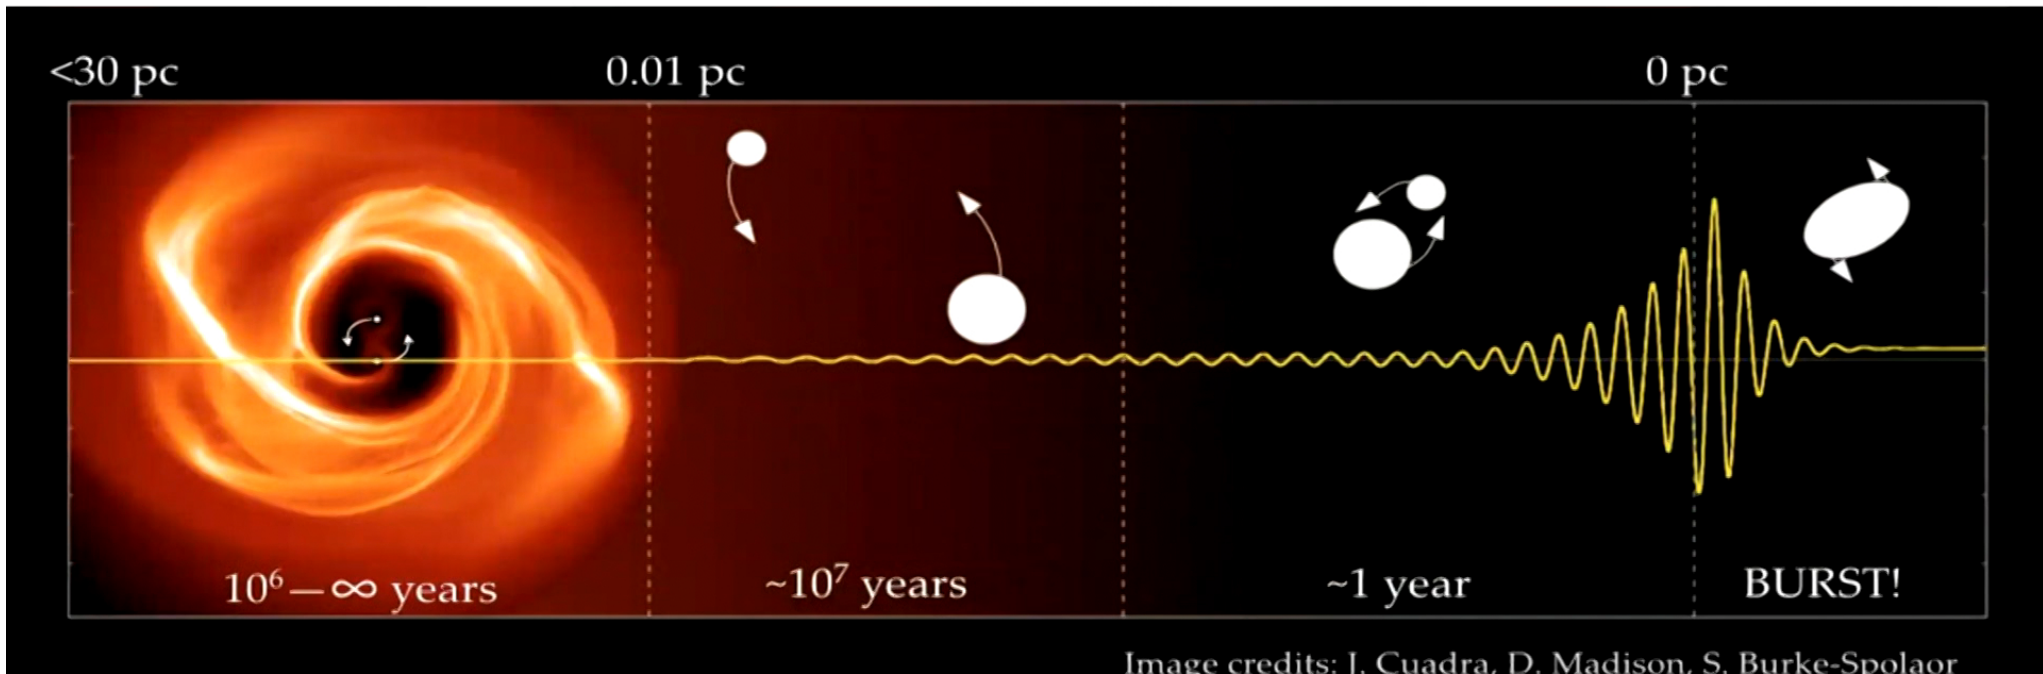 <30 pc
0.01 pc
0 pc
10⁶—∞ years
~10⁷ years
~1 year
BURST!
Image credits: J. Cuadra, D. Madison, S. Burke-Spolaor